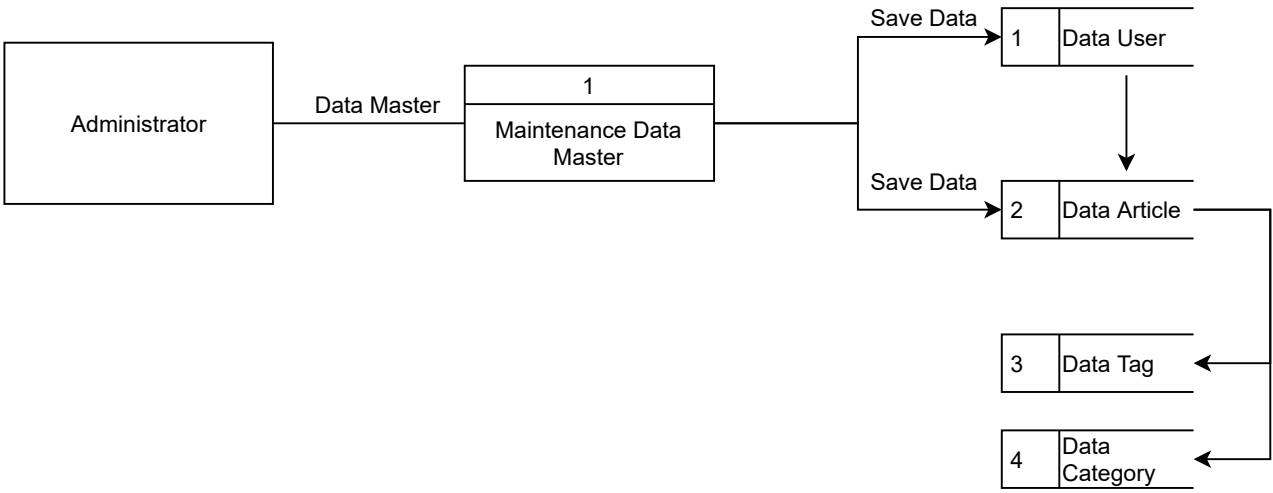 Administrator
Data Master
1
Maintenance Data
Master
Save Data
1
Data User
Save Data
2
Data Article
3
Data Tag
4
Data
Category